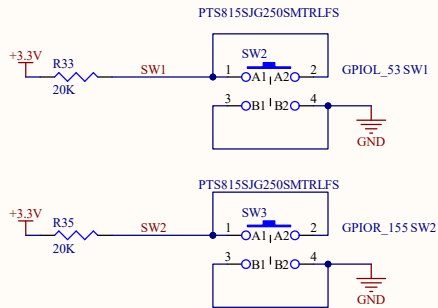 PTS815SJG250SMTRLFS
+3.3V
R33
20K
SW1
SW2
1 A1 A2 2
GPIOL_53 SW1
3 B1 B2 4
GND
PTS815SJG250SMTRLFS
+3.3V
R35
20K
SW2
SW3
1 A1 A2 2
GPIOR_155 SW2
3 B1 B2 4
GND